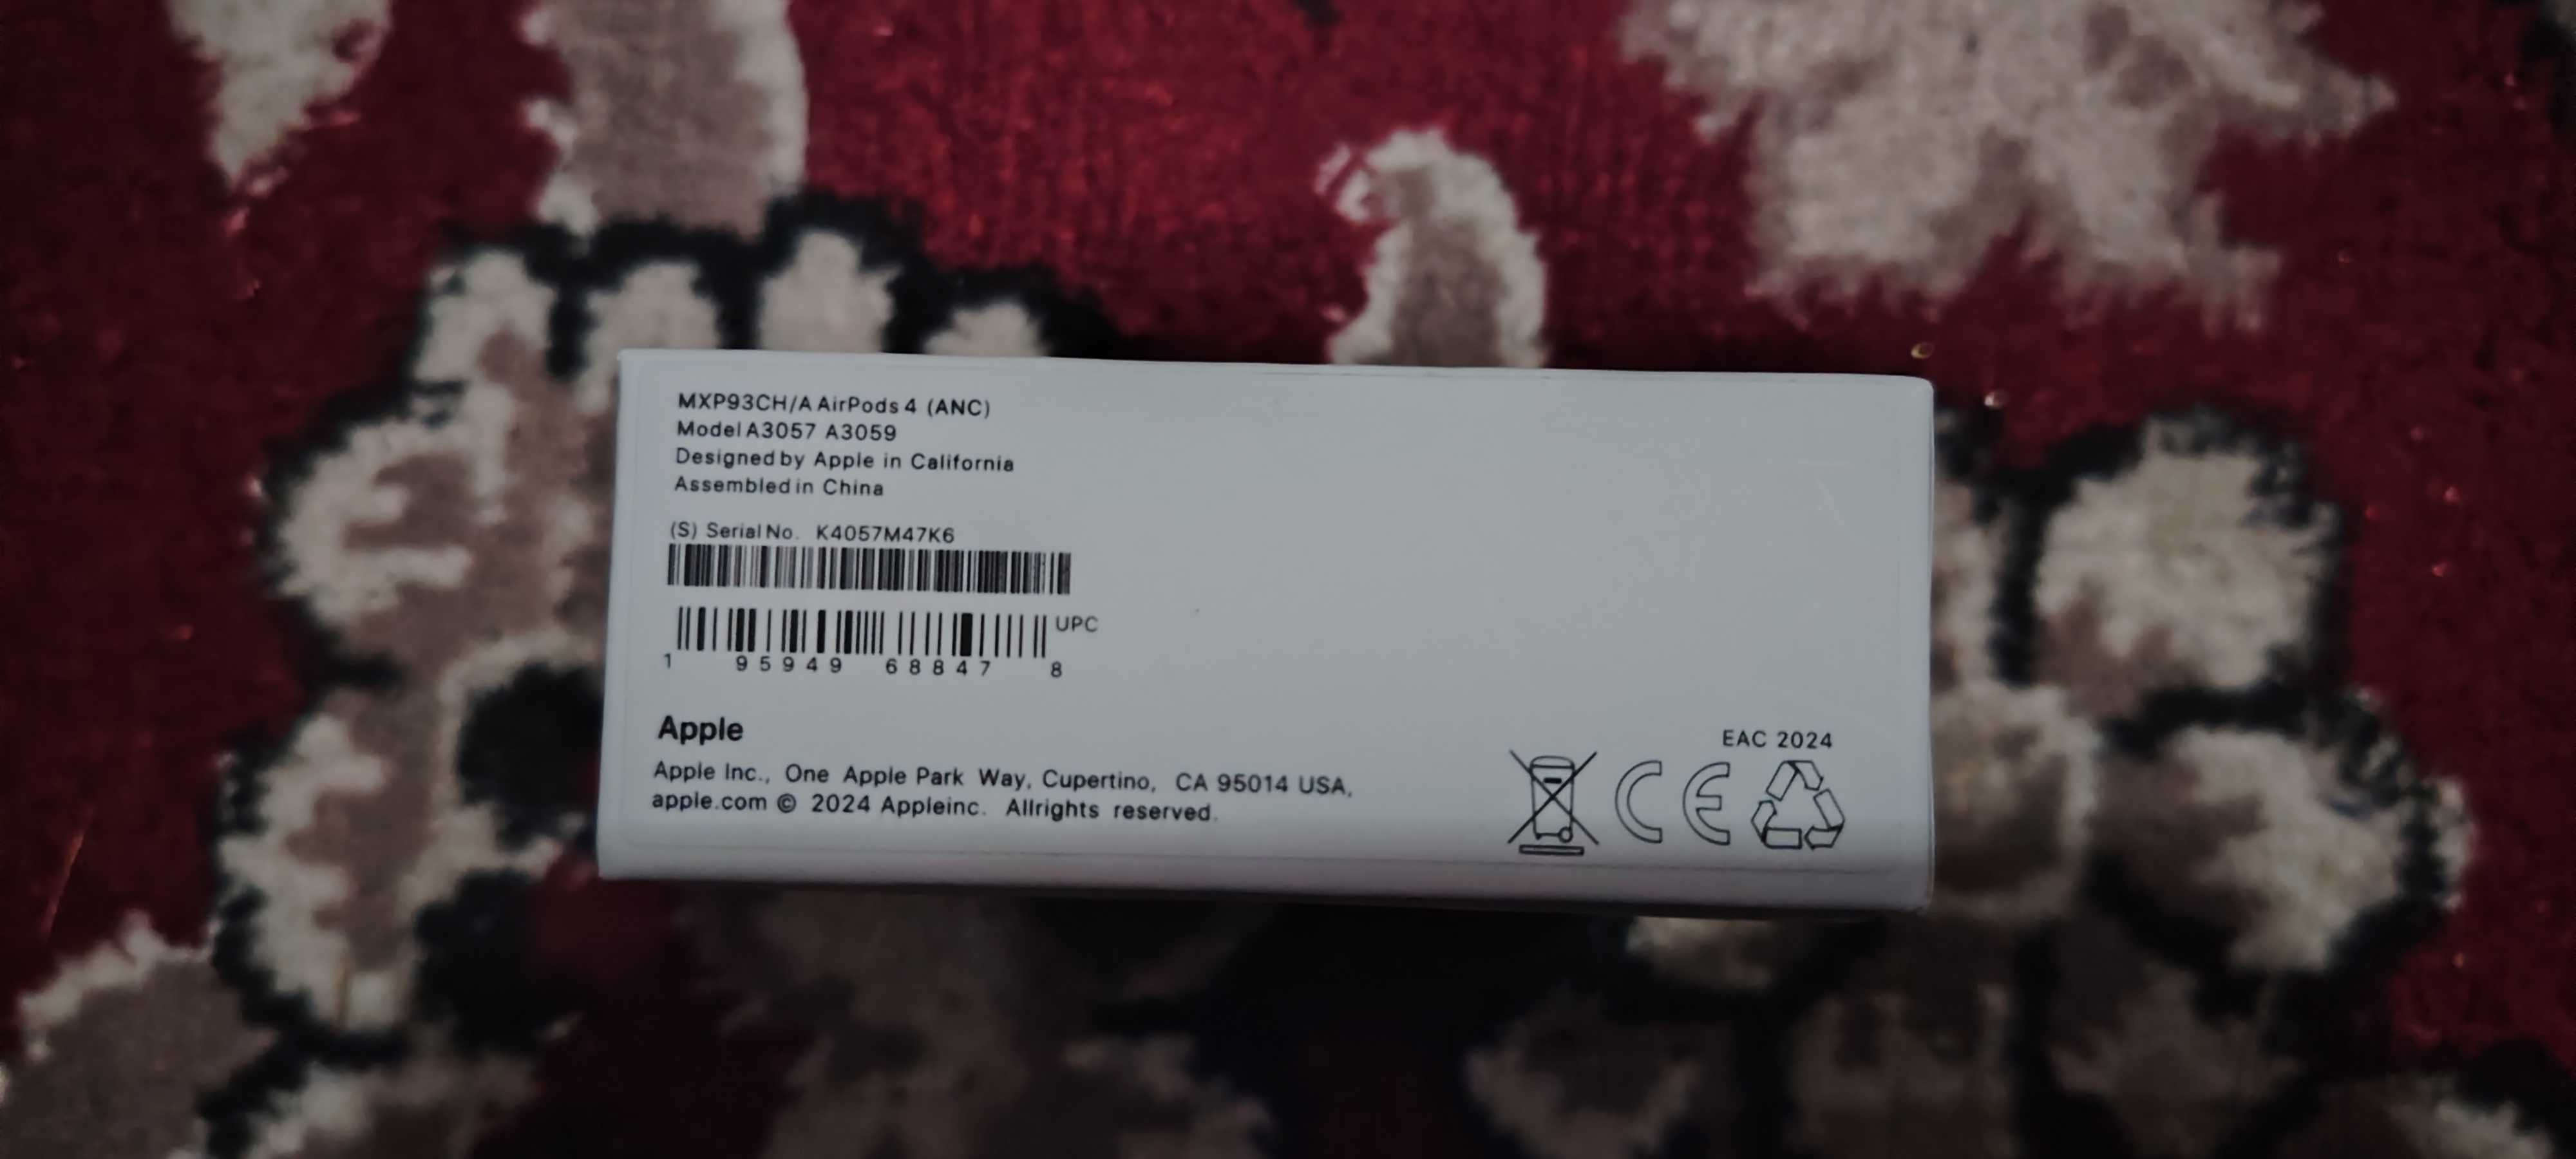 MXP93CH/A AirPods 4 (ANC)
Model A3057 A3059
Designed by Apple in California
Assembled in China
(S) Serial No. K4057M47K6
UPC
1 95949 68847 8
Apple
Apple Inc., One Apple Park Way, Cupertino, CA 95014 USA,
apple.com © 2024 Appleinc. Allrights reserved.
EAC 2024
CE